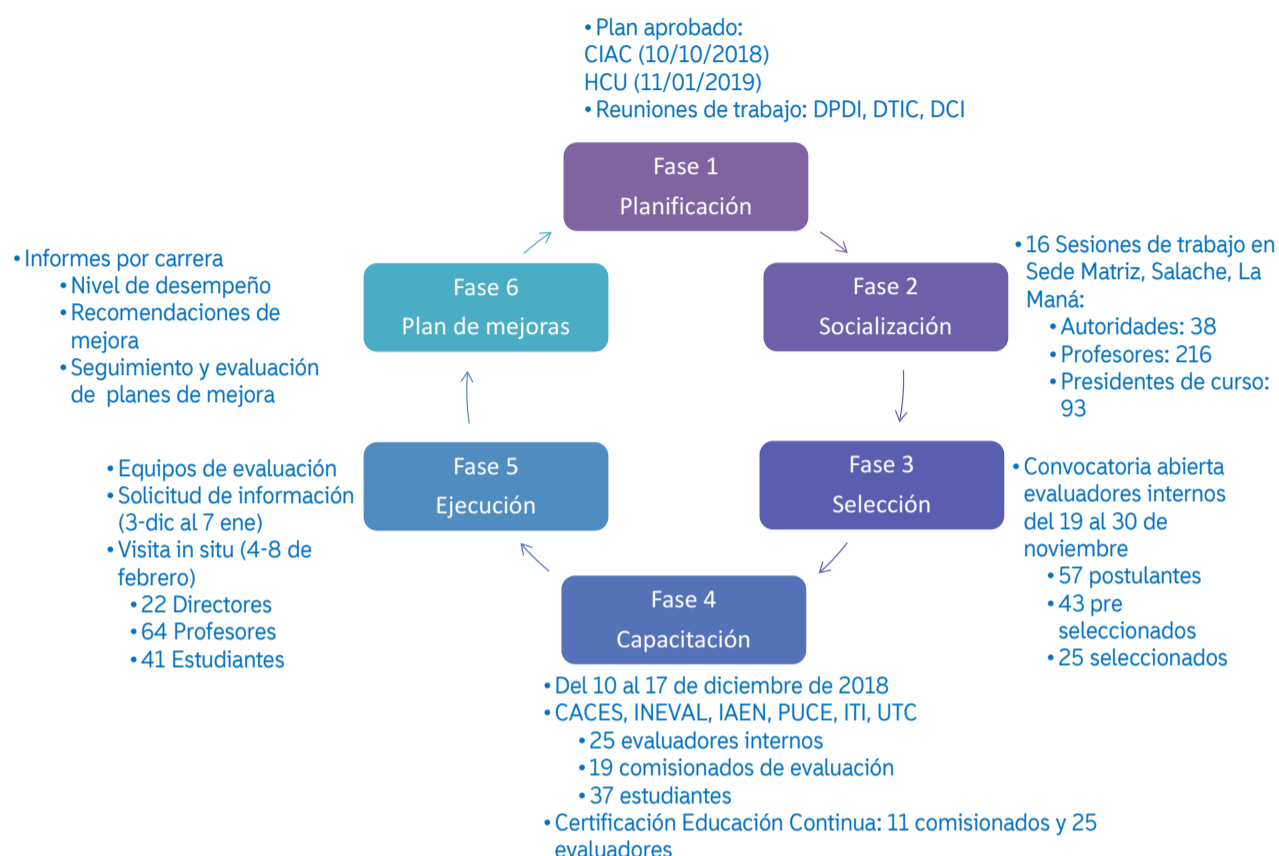 • Plan aprobado:
CIAC (10/10/2018)
HCU (11/01/2019)
• Reuniones de trabajo: DPDI, DTIC, DCI
Fase 1
Planificación
Fase 2
Socialización
• 16 Sesiones de trabajo en
Sede Matriz, Salache, La
Maná:
• Autoridades: 38
• Profesores: 216
• Presidentes de curso:
93
Fase 3
Selección
• Convocatoria abierta
evaluadores internos
del 19 al 30 de
noviembre
• 57 postulantes
• 43 pre
seleccionados
• 25 seleccionados
Fase 4
Capacitación
• Del 10 al 17 de diciembre de 2018
• CACES, INEVAL, IAEN, PUCE, ITI, UTC
• 25 evaluadores internos
• 19 comisionados de evaluación
• 37 estudiantes
• Certificación Educación Continua: 11 comisionados y 25
evaluadores
Fase 5
Ejecución
• Equipos de evaluación
• Solicitud de información
(3-dic al 7 ene)
• Visita in situ (4-8 de
febrero)
• 22 Directores
• 64 Profesores
• 41 Estudiantes
Fase 6
Plan de mejoras
• Informes por carrera
• Nivel de desempeño
• Recomendaciones de
mejora
• Seguimiento y evaluación
de planes de mejora